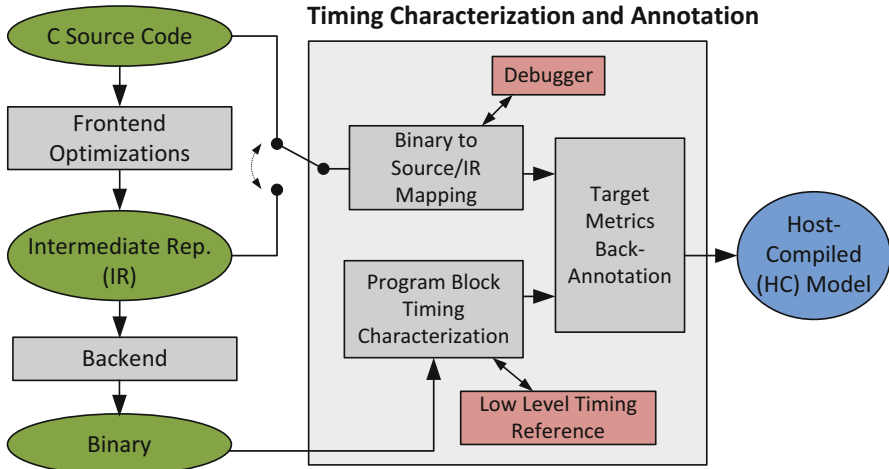 Timing Characterization and Annotation
C Source Code
Frontend
Optimizations
Intermediate Rep.
(IR)
Backend
Binary
Debugger
Binary to
Source/IR
Mapping
Program Block
Timing
Characterization
Low Level Timing
Reference
Target
Metrics
Back-
Annotation
Host-
Compiled
(HC) Model